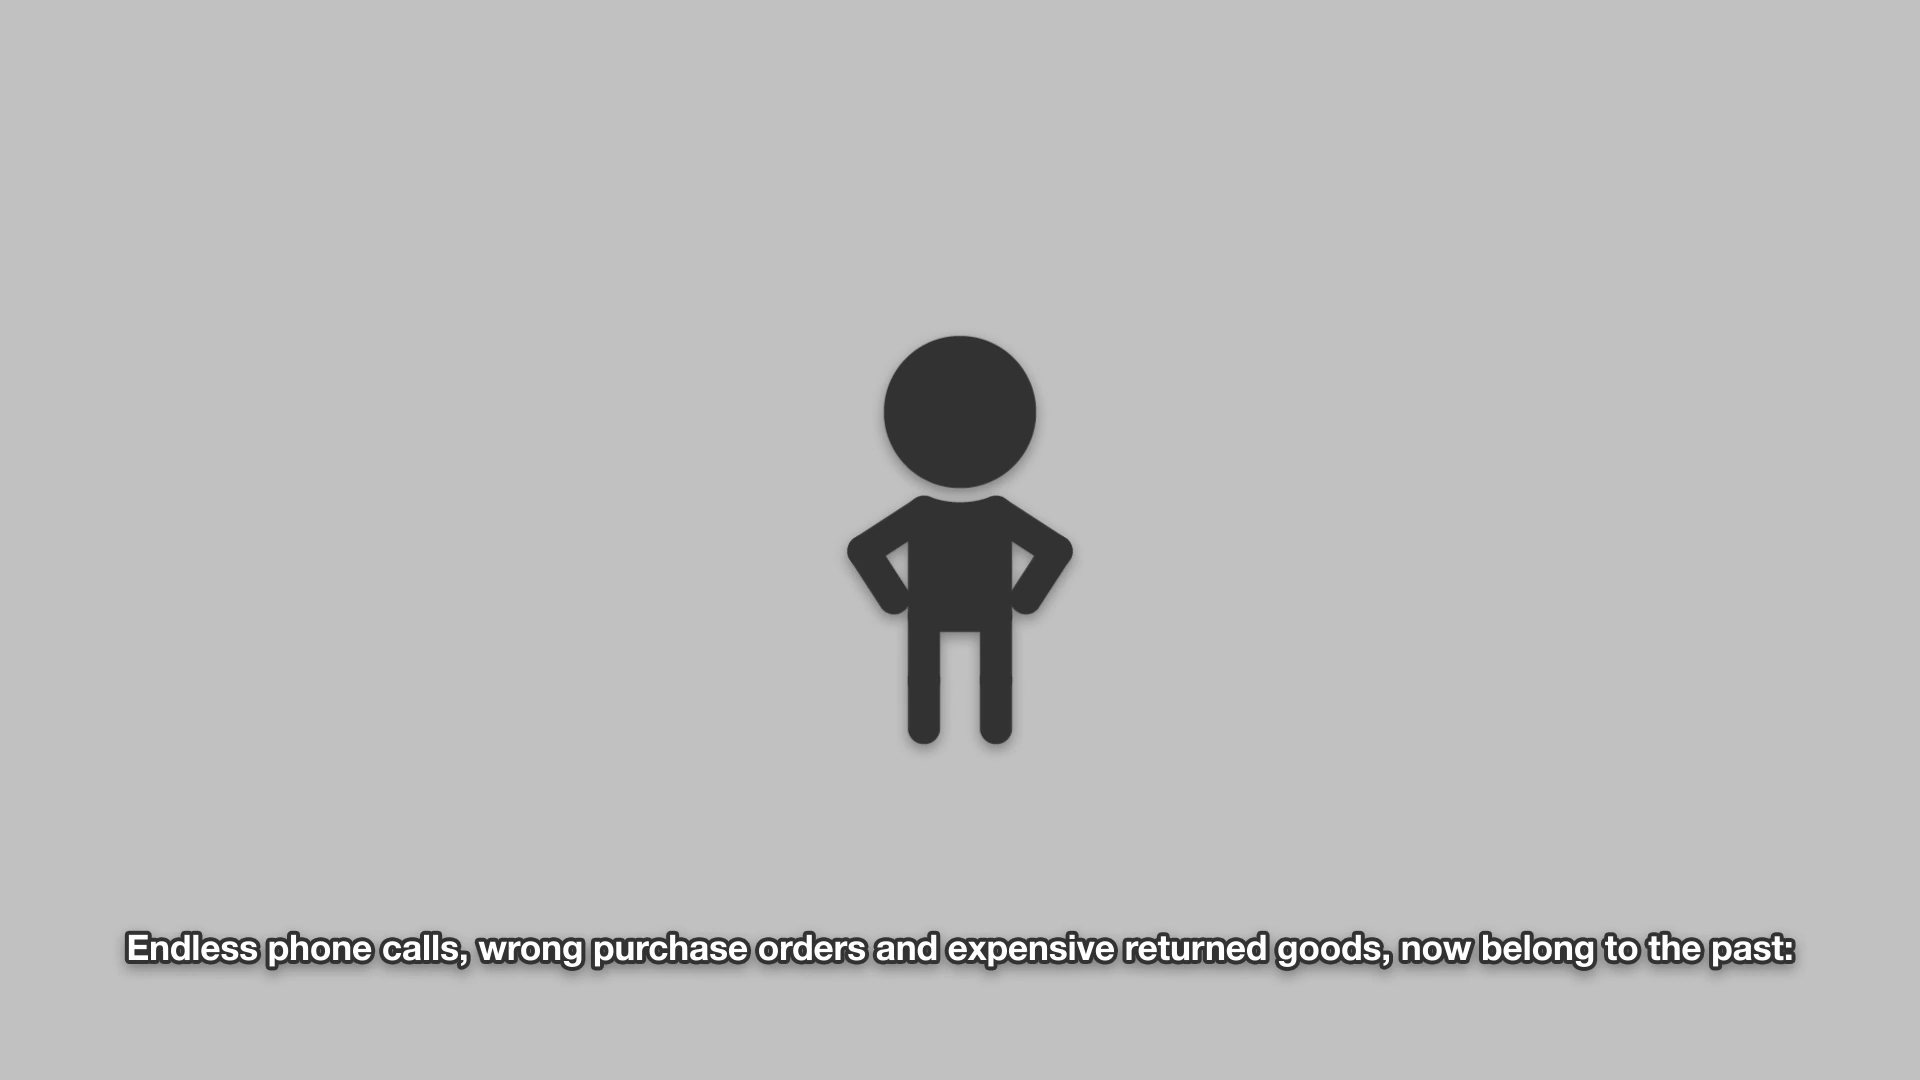 Endless phone calls, wrong purchase orders and expensive returned goods, now belong to the past: